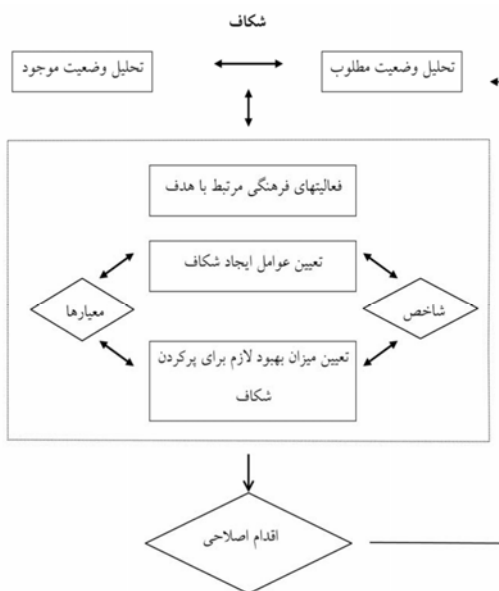 شکاف
تحلیل وضعیت مطلوب
تحلیل وضعیت موجود
فعالیتهای فرهنگی مرتبط با هدف
تعیین عوامل ایجاد شکاف
شاخص
معیارها
تعیین میزان بهبود لازم برای پرکردن
شکاف
اقدام اصلاحی